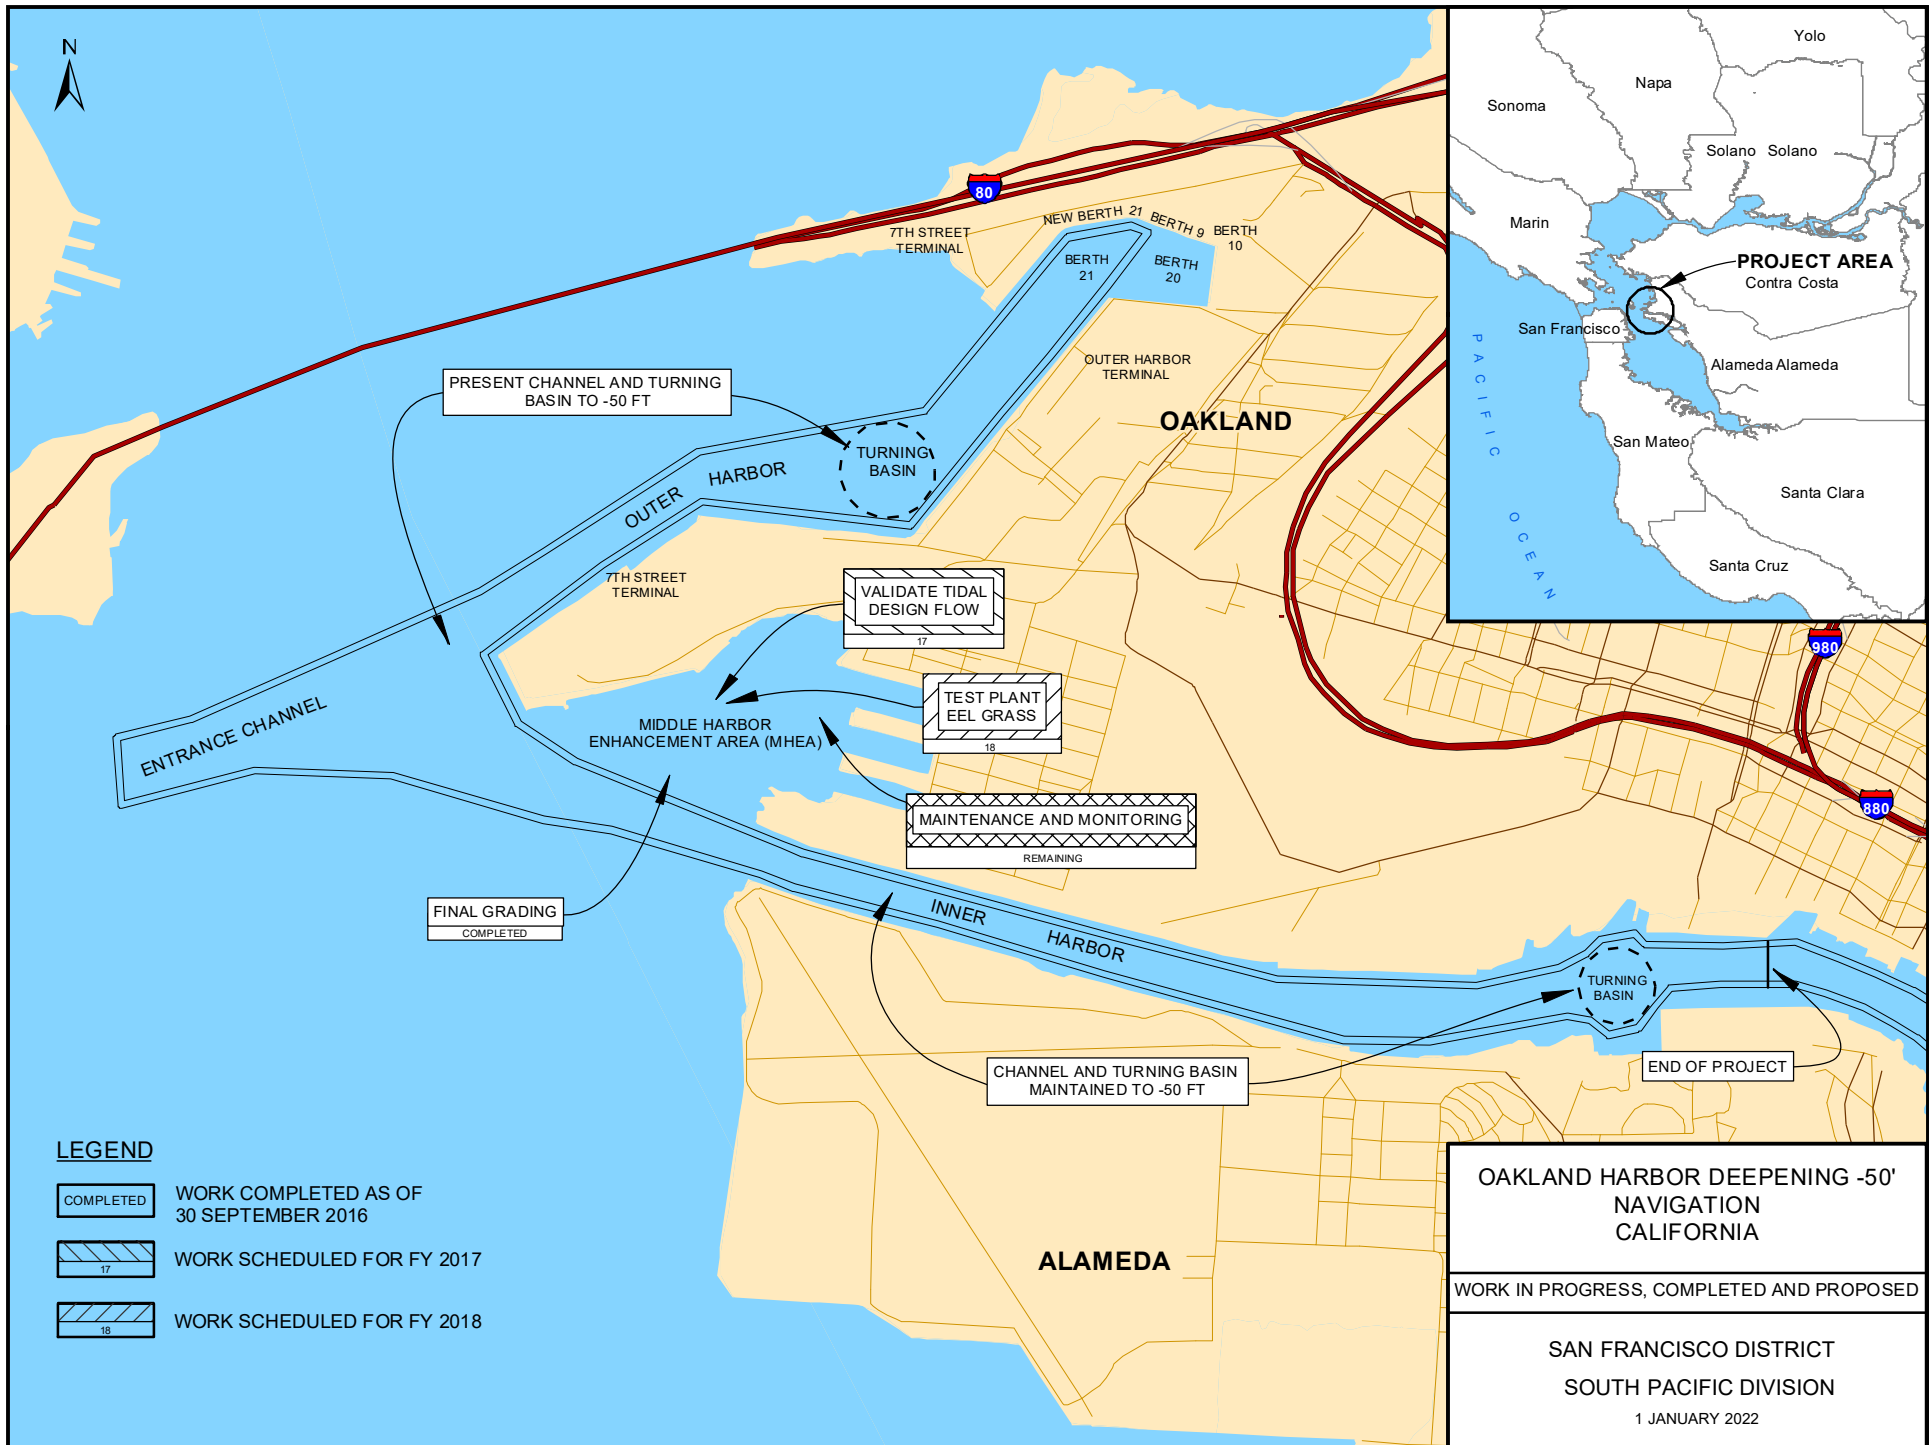 N
80
NEW BERTH 21
BERTH 9
BERTH
10
7TH STREET
TERMINAL
BERTH
21
BERTH
20
OUTER HARBOR
TERMINAL
OAKLAND
PRESENT CHANNEL AND TURNING
BASIN TO -50 FT
TURNING
BASIN
OUTER HARBOR
7TH STREET
TERMINAL
VALIDATE TIDAL
DESIGN FLOW
17
TEST PLANT
EEL GRASS
18
MIDDLE HARBOR
ENHANCEMENT AREA (MHEA)
ENTRANCE CHANNEL
MAINTENANCE AND MONITORING
REMAINING
FINAL GRADING
COMPLETED
INNER HARBOR
TURNING
BASIN
CHANNEL AND TURNING BASIN
MAINTAINED TO -50 FT
END OF PROJECT
980
880
ALAMEDA
Yolo
Napa
Sonoma
Solano Solano
Marin
PROJECT AREA
Contra Costa
San Francisco
Alameda Alameda
PACIFIC OCEAN
San Mateo
Santa Clara
Santa Cruz
LEGEND
COMPLETED
WORK COMPLETED AS OF
30 SEPTEMBER 2016
17
WORK SCHEDULED FOR FY 2017
18
WORK SCHEDULED FOR FY 2018
OAKLAND HARBOR DEEPENING -50'
NAVIGATION
CALIFORNIA
WORK IN PROGRESS, COMPLETED AND PROPOSED
SAN FRANCISCO DISTRICT
SOUTH PACIFIC DIVISION
1 JANUARY 2022